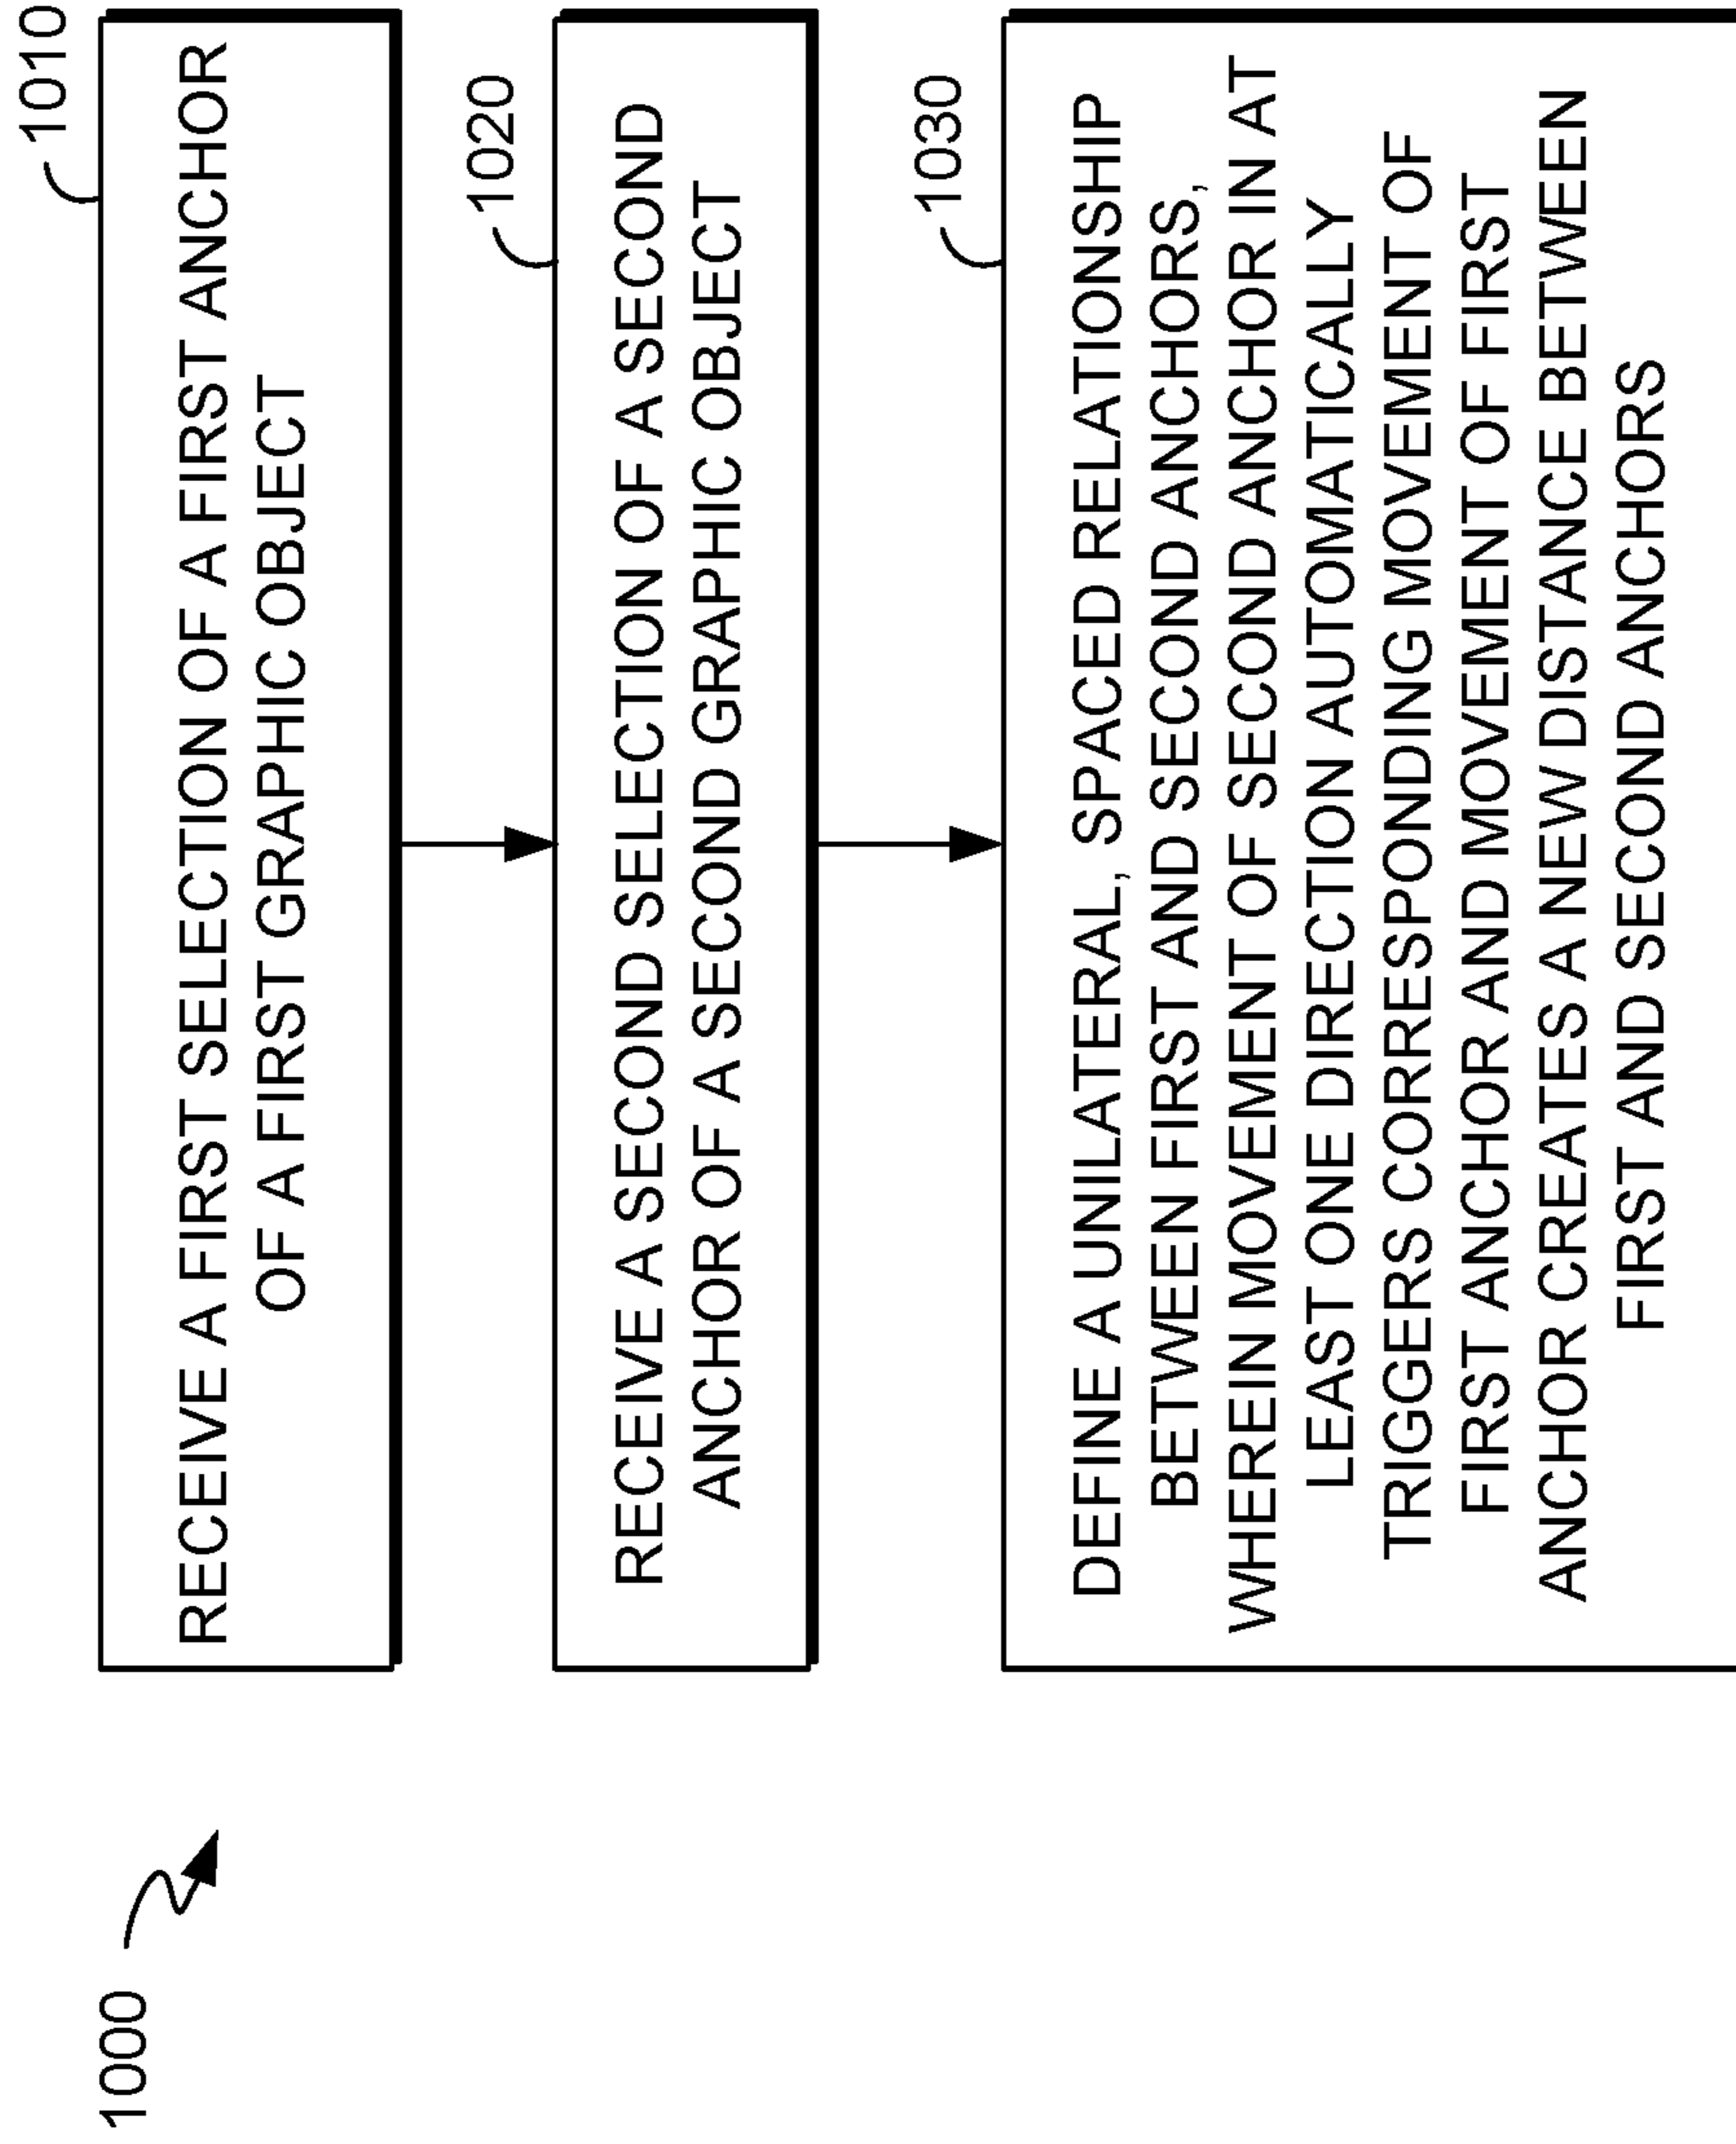 1000
1010
RECEIVE A FIRST SELECTION OF A FIRST ANCHOR
OF A FIRST GRAPHIC OBJECT
1020
RECEIVE A SECOND SELECTION OF A SECOND
ANCHOR OF A SECOND GRAPHIC OBJECT
1030
DEFINE A UNILATERAL, SPACED RELATIONSHIP
BETWEEN FIRST AND SECOND ANCHORS,
WHEREIN MOVEMENT OF SECOND ANCHOR IN AT
LEAST ONE DIRECTION AUTOMATICALLY
TRIGGERS CORRESPONDING MOVEMENT OF
FIRST ANCHOR AND MOVEMENT OF FIRST
ANCHOR CREATES A NEW DISTANCE BETWEEN
FIRST AND SECOND ANCHORS